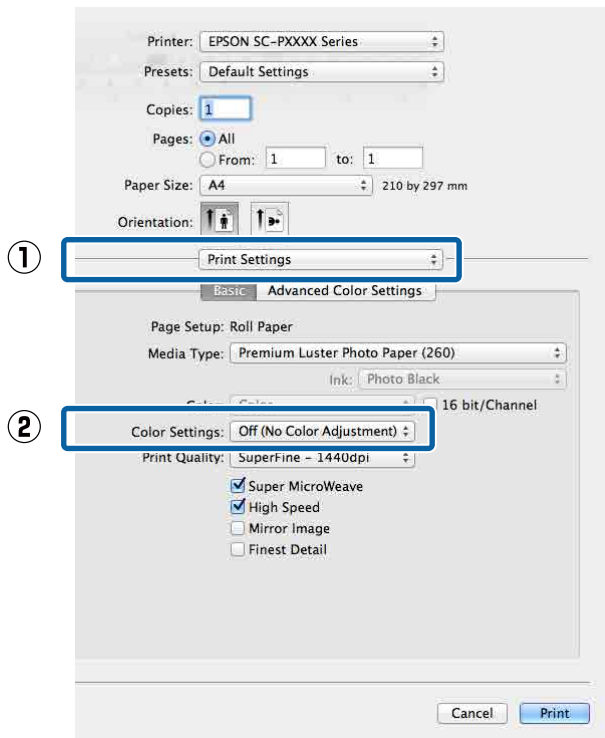 Printer: EPSON SC-PXXXX Series
Presets: Default Settings
Copies: 1
Pages: All
From: 1 to: 1
Paper Size: A4 210 by 297 mm
Orientation:
① Print Settings
Basic Advanced Color Settings
Page Setup: Roll Paper
Media Type: Premium Luster Photo Paper (260)
Ink: Photo Black
Color: Color 16 bit/Channel
② Color Settings: Off (No Color Adjustment)
Print Quality: SuperFine – 1440dpi
Super MicroWeave
High Speed
Mirror Image
Finest Detail
Cancel Print